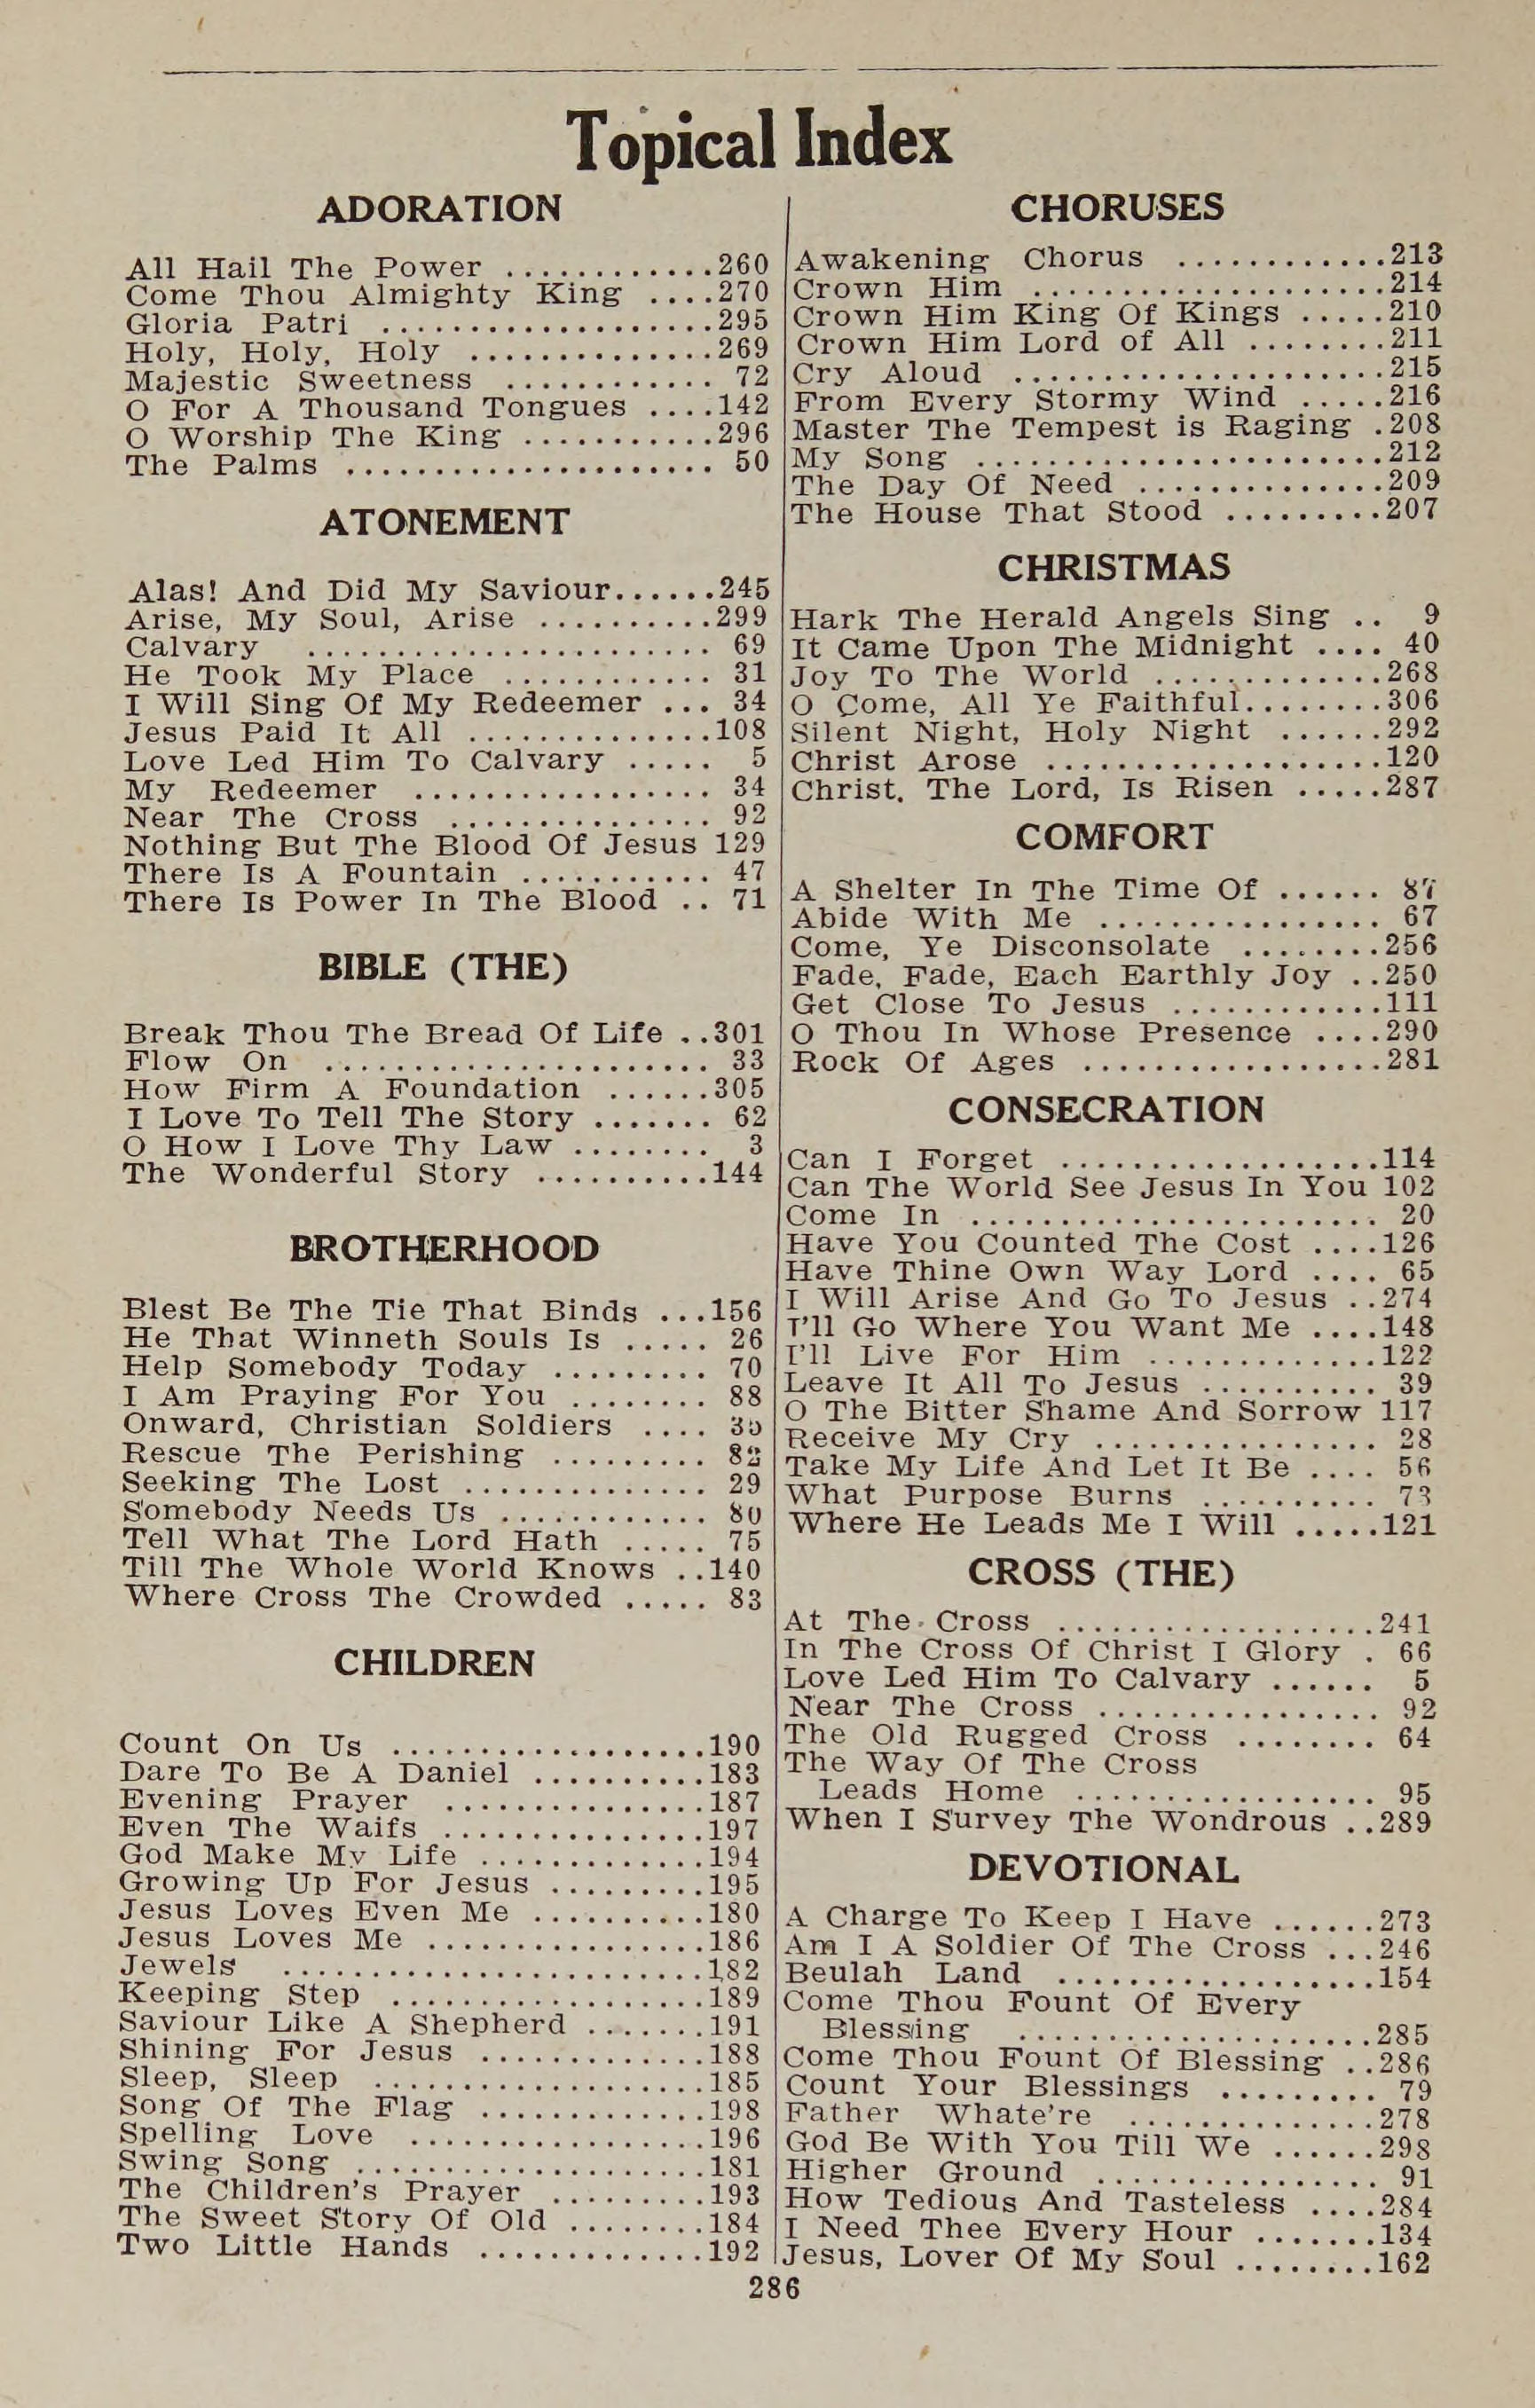 Topical Index
ADORATION
All Hail The Power ............260
Come Thou Almighty King ....270
Gloria Patri ...................295
Holy, Holy, Holy ..............269
Majestic Sweetness ............ 72
O For A Thousand Tongues ....142
O Worship The King ...........296
The Palms ..................... 50
ATONEMENT
Alas! And Did My Saviour......245
Arise, My Soul, Arise ..........299
Calvary ....................... 69
He Took My Place ............ 31
I Will Sing Of My Redeemer ... 34
Jesus Paid It All ..............108
Love Led Him To Calvary ..... 5
My Redeemer ................. 34
Near The Cross ............... 92
Nothing But The Blood Of Jesus 129
There Is A Fountain ........... 47
There Is Power In The Blood .. 71
BIBLE (THE)
Break Thou The Bread Of Life ..301
Flow On ...................... 33
How Firm A Foundation ......305
I Love To Tell The Story ....... 62
O How I Love Thy Law ........ 3
The Wonderful Story ..........144
BROTHERHOOD
Blest Be The Tie That Binds ...156
He That Winneth Souls Is ..... 26
Help Somebody Today ......... 70
I Am Praying For You ........ 88
Onward, Christian Soldiers ....
Rescue The Perishing .........
Seeking The Lost .............. 29
Somebody Needs Us ............ 80
Tell What The Lord Hath ..... 75
Till The Whole World Knows ..140
Where Cross The Crowded ..... 83
CHILDREN
Count On Us ..................190
Dare To Be A Daniel ..........183
Evening Prayer ...............187
Even The Waifs ...............197
God Make My Life .............194
Growing Up For Jesus .........195
Jesus Loves Even Me ..........180
Jesus Loves Me ................186
Jewels ........................182
Keeping Step ..................189
Saviour Like A Shepherd .......191
Shining For Jesus .............188
Sleep, Sleep ...................185
Song Of The Flag .............198
Spelling Love .................196
Swing Song ....................181
The Children's Prayer .........193
The Sweet Story Of Old ........184
Two Little Hands .............192
CHORUSES
Awakening Chorus ............213
Crown Him ....................214
Crown Him King Of Kings .....210
Crown Him Lord of All ........211
Cry Aloud .....................215
From Every Stormy Wind .....216
Master The Tempest is Raging .208
My Song .......................212
The Day Of Need ..............209
The House That Stood .........207
CHRISTMAS
Hark The Herald Angels Sing .. 9
It Came Upon The Midnight .... 40
Joy To The World .............268
O Come, All Ye Faithful........306
Silent Night, Holy Night ......292
Christ Arose ...................120
Christ. The Lord, Is Risen .....287
COMFORT
A Shelter In The Time Of ...... 87
Abide With Me ................ 67
Come, Ye Disconsolate ........256
Fade, Fade, Each Earthly Joy ..250
Get Close To Jesus ............111
O Thou In Whose Presence ....290
Rock Of Ages .................281
CONSECRATION
Can I Forget ..................114
Can The World See Jesus In You 102
Come In ....................... 20
Have You Counted The Cost ....126
Have Thine Own Way Lord .... 65
I Will Arise And Go To Jesus ..274
I'll Go Where You Want Me ....148
I'll Live For Him .............122
Leave It All To Jesus .......... 39
O The Bitter Shame And Sorrow 117
Receive My Cry ................ 28
Take My Life And Let It Be .... 56
What Purpose Burns .......... 73
Where He Leads Me I Will .....121
CROSS (THE)
At The Cross ..................241
In The Cross Of Christ I Glory . 66
Love Led Him To Calvary ...... 5
Near The Cross ................ 92
The Old Rugged Cross ........ 64
The Way Of The Cross
Leads Home ................. 95
When I Survey The Wondrous ..289
DEVOTIONAL
A Charge To Keep I Have ......273
Am I A Soldier Of The Cross ...246
Beulah Land ..................154
Come Thou Fount Of Every
Blessing ....................285
Come Thou Fount Of Blessing ..286
Count Your Blessings ......... 79
Father Whate're ..............278
God Be With You Till We ......298
Higher Ground ................ 91
How Tedious And Tasteless ....284
I Need Thee Every Hour .......134
Jesus, Lover Of My Soul ........162
286